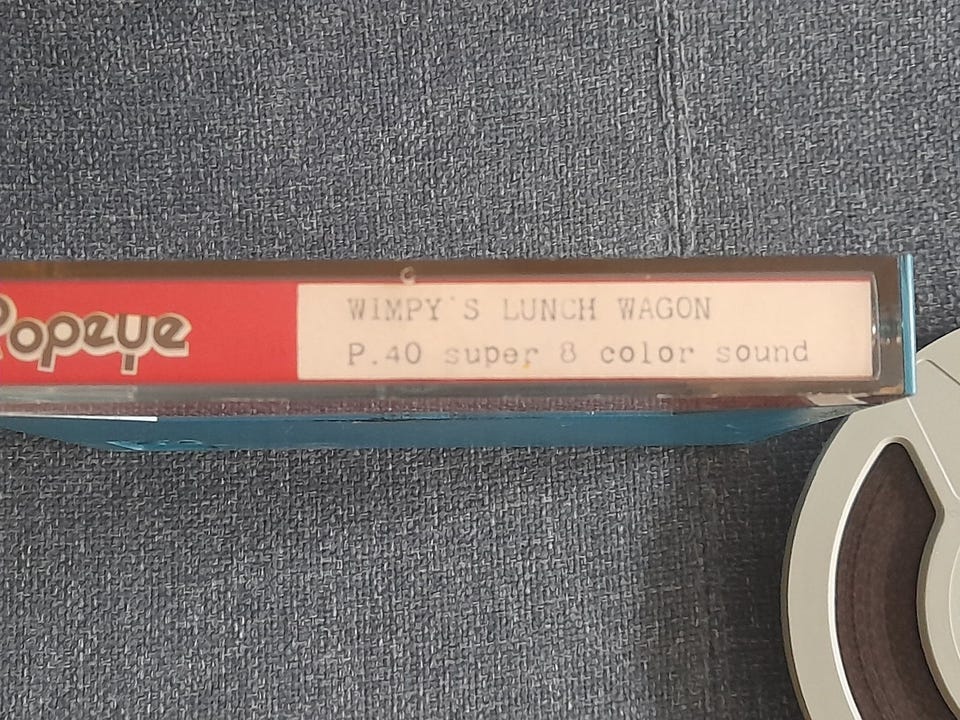 Popeye
WIMPY'S LUNCH WAGON
P.40 super 8 color sound